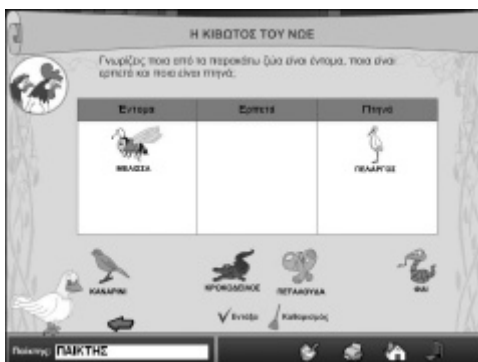 Η ΚΙΒΩΤΟΣ ΤΟΥ ΝΩΕ
Γνωρίζεις ποια από τα παρακάτω ζώα είναι έντομα, ποια είναι
ερπετά και ποια είναι πτηνά;
Έντομα Ερπετά Πτηνά
ΜΕΛΙΣΣΑ ΠΕΛΑΡΓΟΣ
ΚΑΝΑΡΙΝΙ ΚΡΟΚΟΔΕΙΛΟΣ ΠΕΤΑΛΟΥΔΑ ΦΙΔΙ
Εντάξει Καθαρισμός
Παίκτης: ΠΑΙΚΤΗΣ